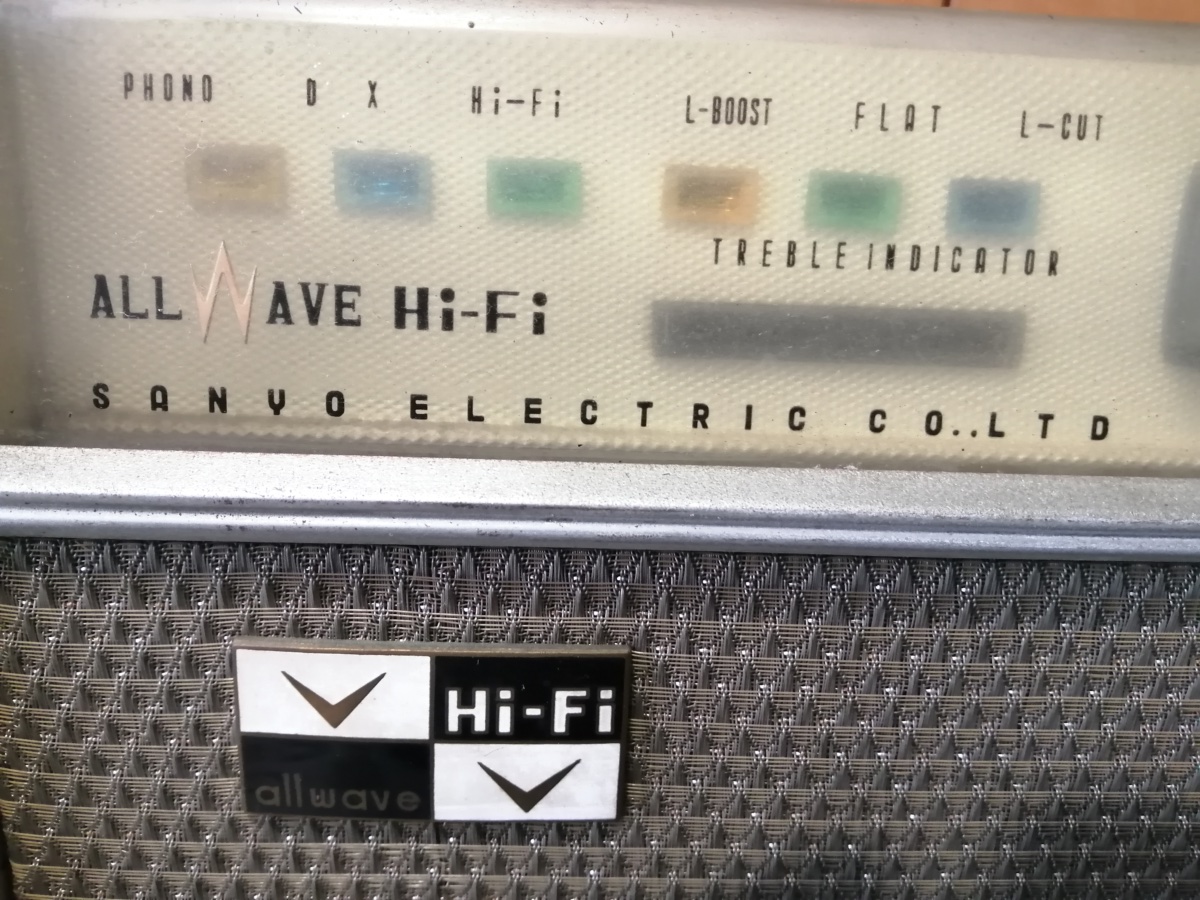 PHONO D X Hi-Fi L-BOOST FLAT L-CUT
TREBLE iNDICATOR
ALL WAVE Hi-Fi
SANYO ELECTRIC CO..LTD
Hi-Fi
allwave